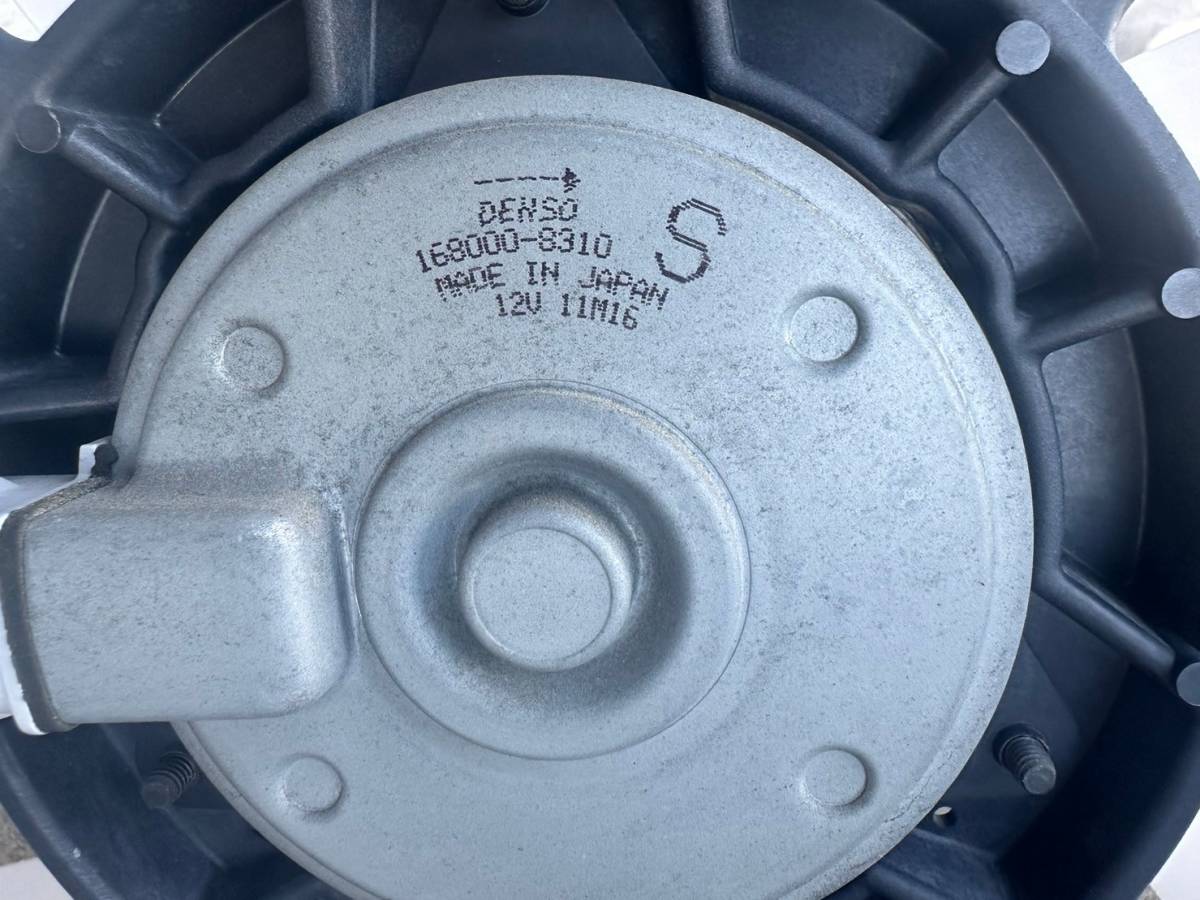 DENSO
S
168000-8310
MADE IN JAPAN
12V 11M16